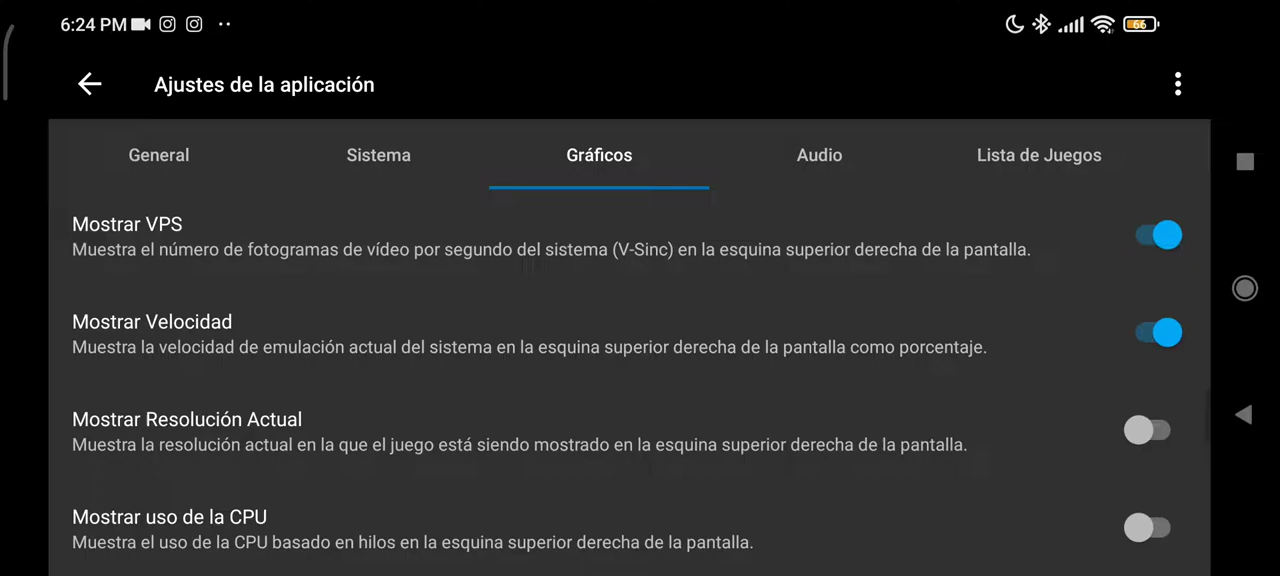 6:24 PM
66
Ajustes de la aplicación
General Sistema Gráficos Audio Lista de Juegos
Mostrar VPS
Muestra el número de fotogramas de vídeo por segundo del sistema (V-Sinc) en la esquina superior derecha de la pantalla.
Mostrar Velocidad
Muestra la velocidad de emulación actual del sistema en la esquina superior derecha de la pantalla como porcentaje.
Mostrar Resolución Actual
Muestra la resolución actual en la que el juego está siendo mostrado en la esquina superior derecha de la pantalla.
Mostrar uso de la CPU
Muestra el uso de la CPU basado en hilos en la esquina superior derecha de la pantalla.